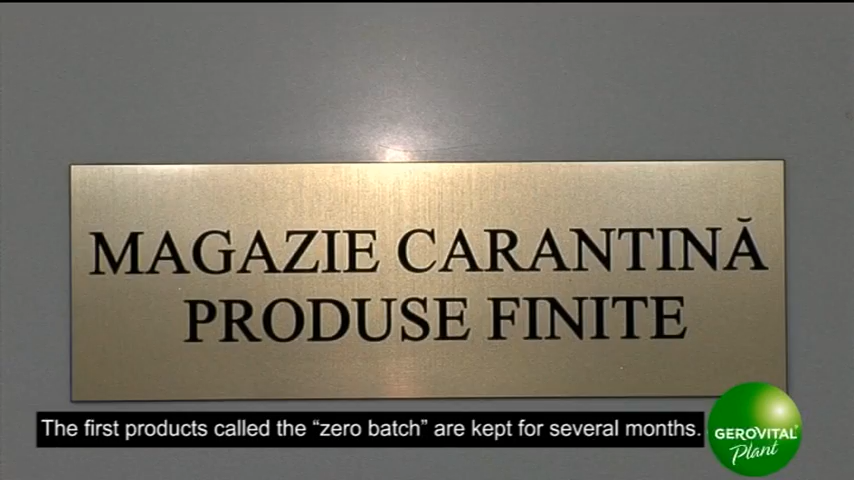 MAGAZIE CARANTINĂ
PRODUSE FINITE
The first products called the “zero batch” are kept for several months.
GEROVITAL®
Plant